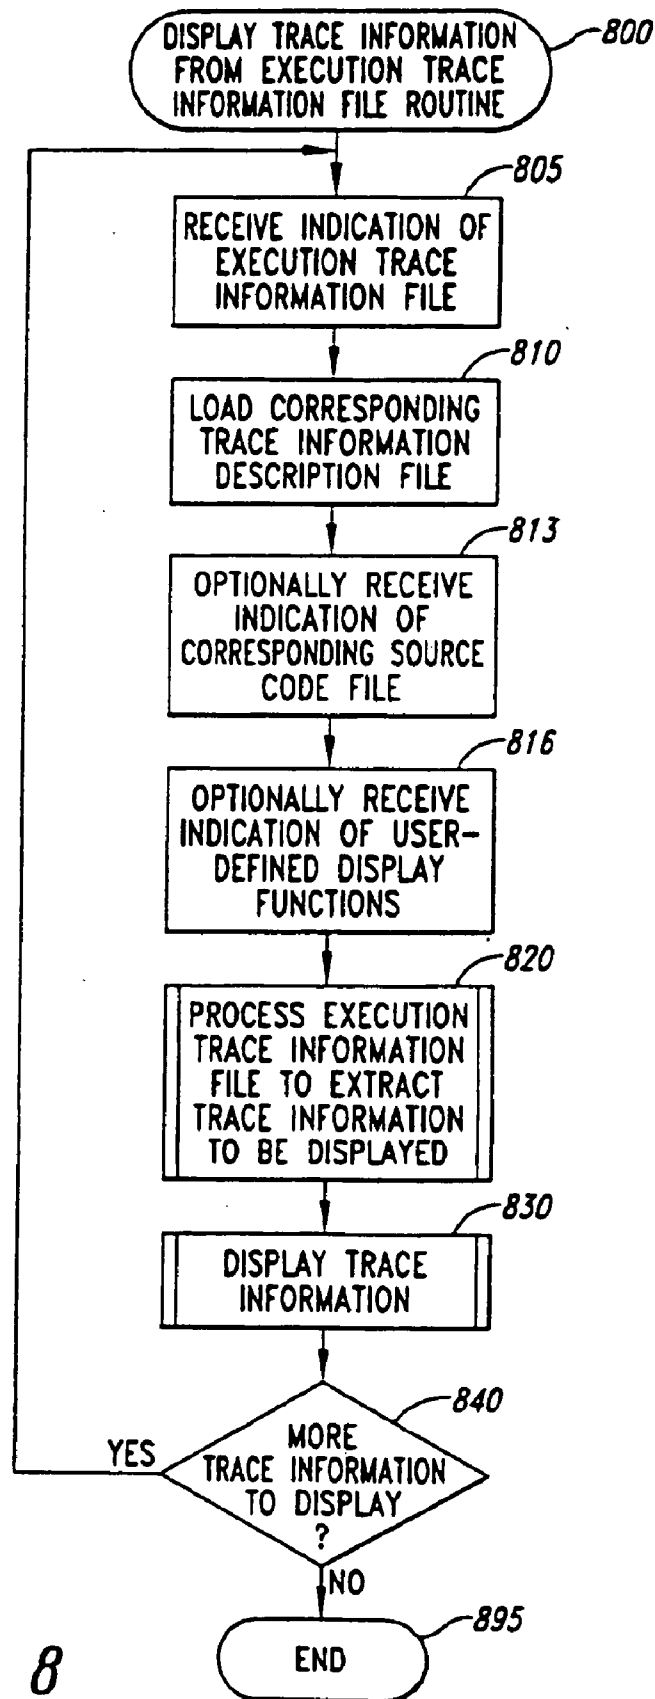 DISPLAY TRACE INFORMATION
FROM EXECUTION TRACE
INFORMATION FILE ROUTINE
800
805
RECEIVE INDICATION OF
EXECUTION TRACE
INFORMATION FILE
810
LOAD CORRESPONDING
TRACE INFORMATION
DESCRIPTION FILE
813
OPTIONALLY RECEIVE
INDICATION OF
CORRESPONDING SOURCE
CODE FILE
816
OPTIONALLY RECEIVE
INDICATION OF USER-
DEFINED DISPLAY
FUNCTIONS
820
PROCESS EXECUTION
TRACE INFORMATION
FILE TO EXTRACT
TRACE INFORMATION
TO BE DISPLAYED
830
DISPLAY TRACE
INFORMATION
840
YES
MORE
TRACE INFORMATION
TO DISPLAY
?
NO
895
END
8